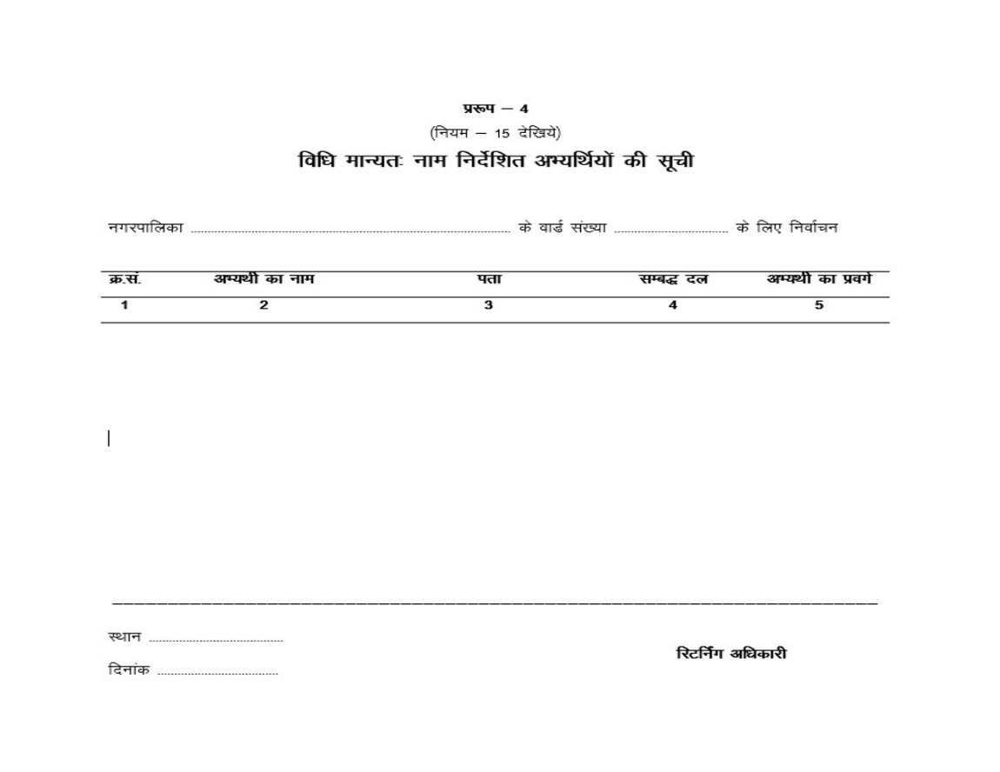 प्ररूप – 4
(नियम – 15 देखिये)
विधि मान्यतः नाम निर्देशित अभ्यर्थियों की सूची
नगरपालिका .................................................................................. के वार्ड संख्या ................................. के लिए निर्वाचन
क्र.सं. अभ्यर्थी का नाम पता सम्बद्ध दल अभ्यर्थी का प्रवर्ग
1 2 3 4 5
स्थान ........................................
रिटर्निंग अधिकारी
दिनांक ....................................